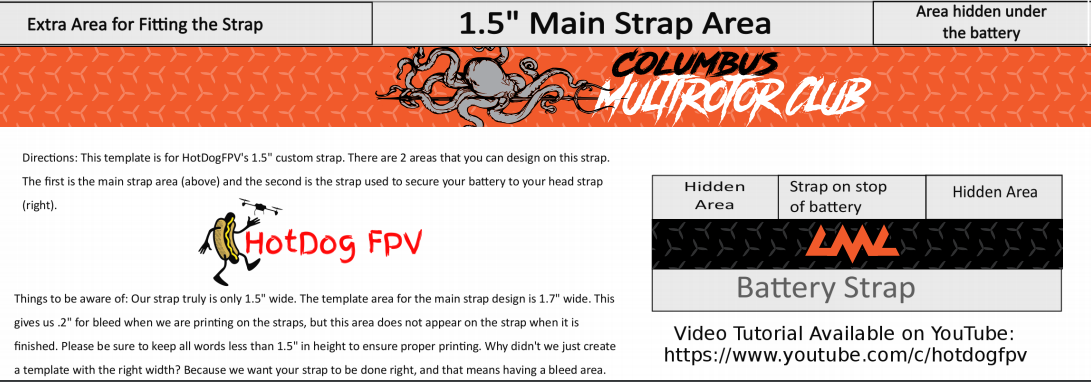 Extra Area for Fitting the Strap
1.5" Main Strap Area
Area hidden under
the battery
COLUMBUS
MULTIROTOR CLUB
Directions: This template is for HotDogFPV's 1.5" custom strap. There are 2 areas that you can design on this strap.
The first is the main strap area (above) and the second is the strap used to secure your battery to your head strap
(right).
HotDog FPV
Hidden
Area
Strap on stop
of battery
Hidden Area
Battery Strap
Things to be aware of: Our strap truly is only 1.5" wide. The template area for the main strap design is 1.7" wide. This
gives us .2" for bleed when we are printing on the straps, but this area does not appear on the strap when it is
finished. Please be sure to keep all words less than 1.5" in height to ensure proper printing. Why didn't we just create
a template with the right width? Because we want your strap to be done right, and that means having a bleed area.
Video Tutorial Available on YouTube:
https://www.youtube.com/c/hotdogfpv